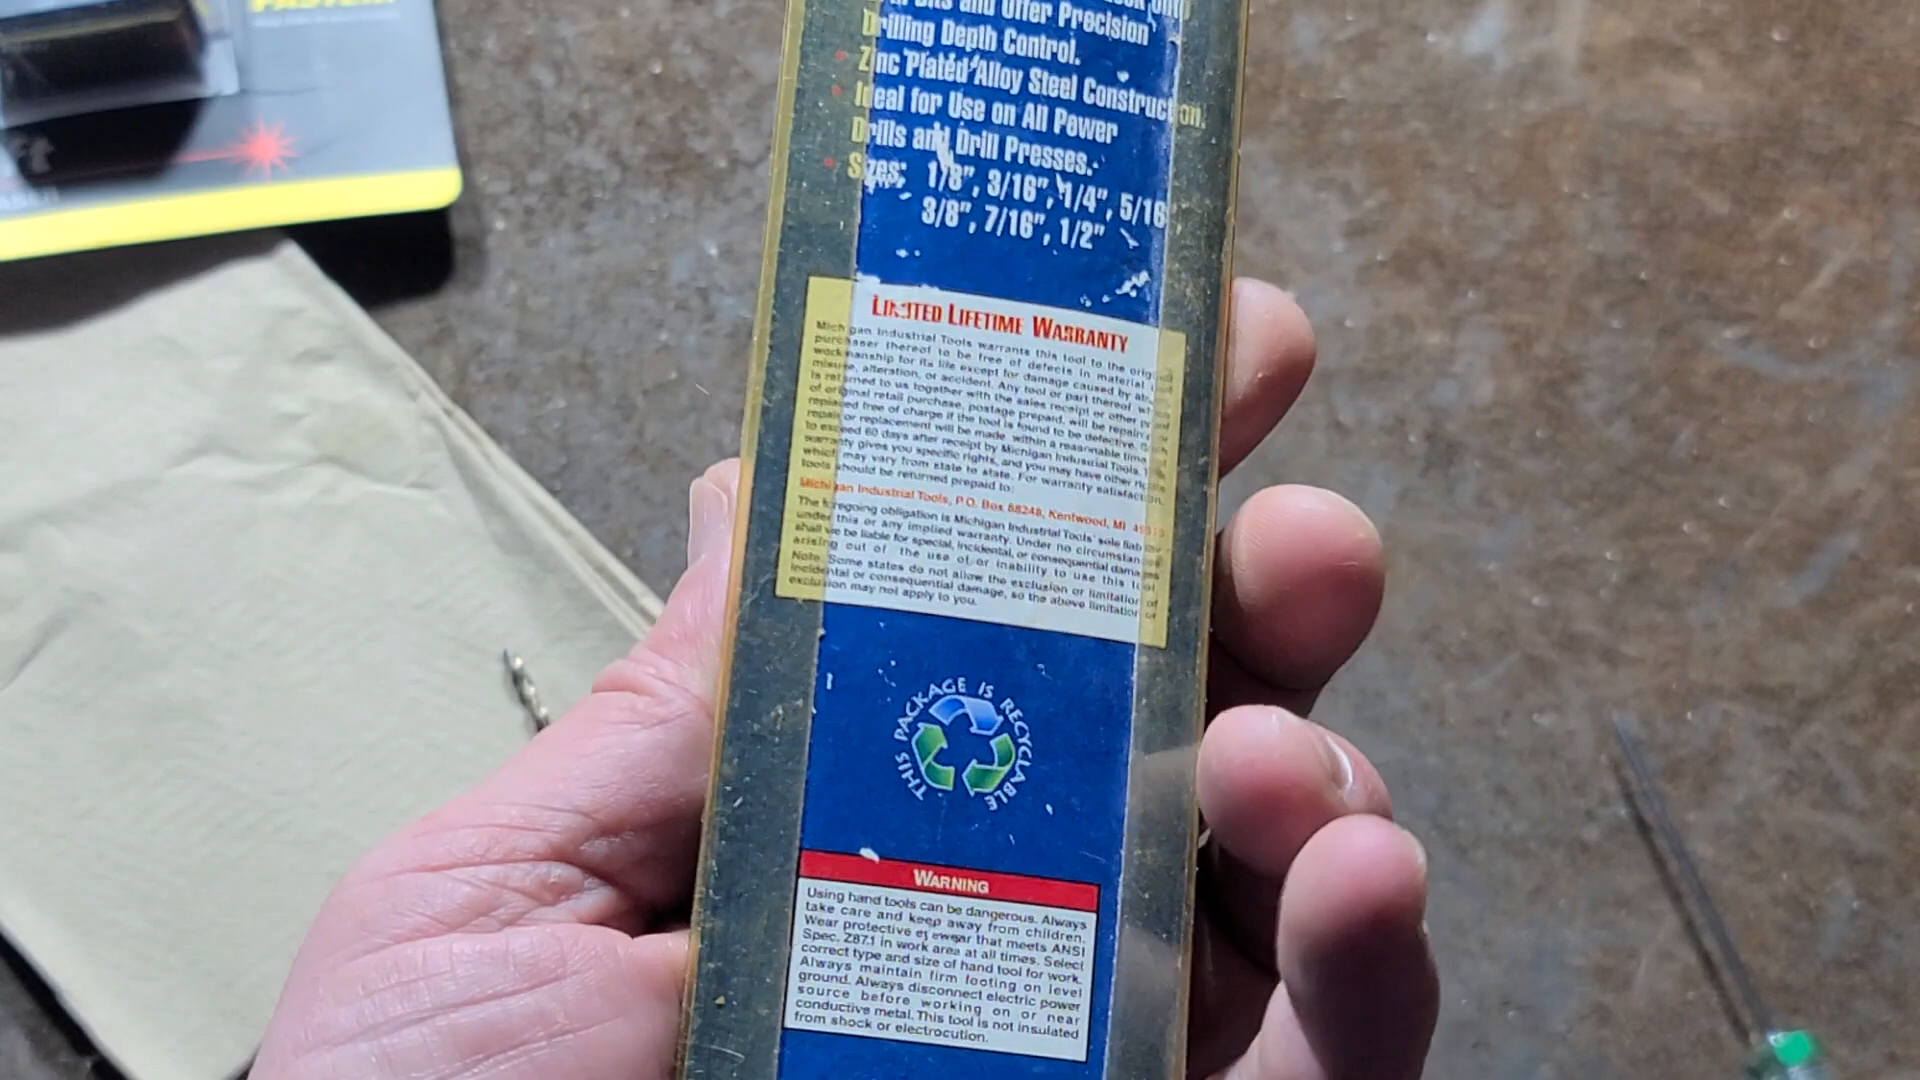 Bits and Offer Precision
Drilling Depth Control.
• Zinc Plated Alloy Steel Construction.
• Ideal for Use on All Power
Drills and Drill Presses.
• Sizes: 1/8", 3/16", 1/4", 5/16
3/8", 7/16", 1/2"
LIMITED LIFETIME WARRANTY
Michigan Industrial Tools warrants this tool to the original
purchaser thereof to be free of defects in material
workmanship for its life except for damage caused by
misuse, alteration, or accident. Any tool or part thereof
is returned to us together with the sales receipt or other proof
of original retail purchase, postage prepaid, will be repaired or
replaced free of charge if the tool is found to be defective.
repair or replacement will be made within a reasonable time
to exceed 60 days after receipt by Michigan Industrial Tools.
warranty gives you specific rights, and you may have other rights
which may vary from state to state. For warranty satisfaction,
tools should be returned prepaid to:
Michigan Industrial Tools, P.O. Box 88248, Kentwood, MI
The foregoing obligation is Michigan Industrial Tools' sole liability
under this or any implied warranty. Under no circumstances
shall we be liable for special, incidental, or consequential damages
arising out of the use of or inability to use this tool
Note: Some states do not allow the exclusion or limitation of
incidental or consequential damage, so the above limitation or
exclusion may not apply to you.
THIS PACKAGE IS RECYCLABLE
WARNING
Using hand tools can be dangerous. Always
take care and keep away from children.
Wear protective eyewear that meets ANSI
Spec. Z87.1 in work area at all times. Select
correct type and size of hand tool for work.
Always maintain firm footing on level
ground. Always disconnect electric power
source before working on or near
conductive metal. This tool is not insulated
from shock or electrocution.